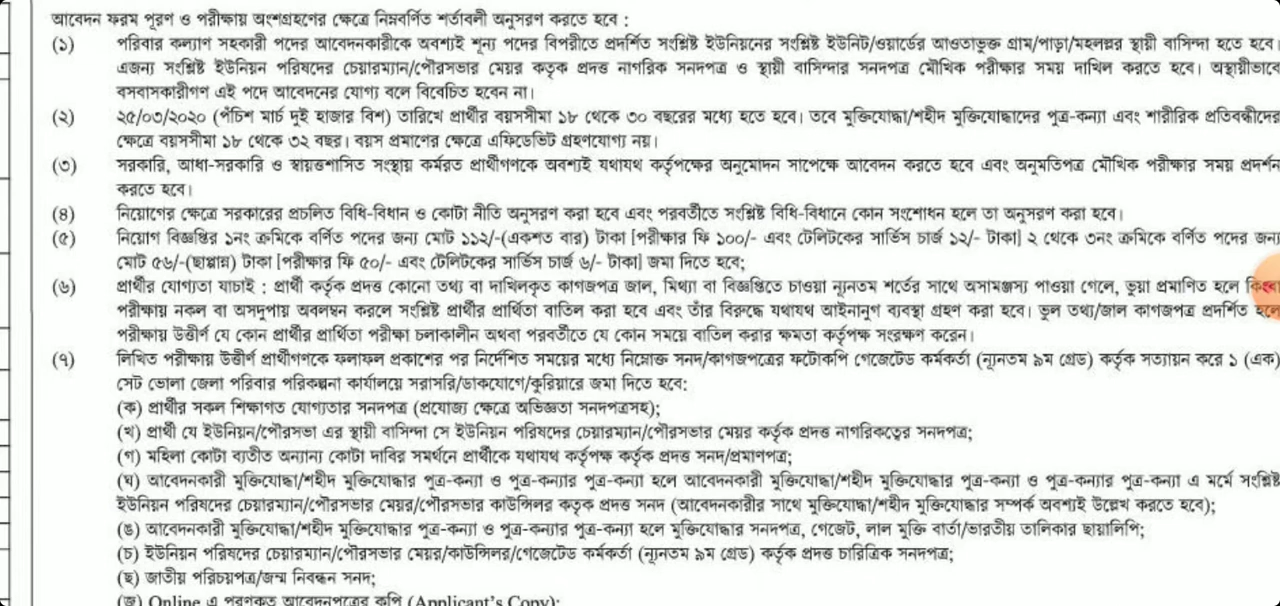 আবেদন ফরম পূরণ ও পরীক্ষায় অংশগ্রহণের ক্ষেত্রে নিম্নবর্ণিত শর্তাবলী অনুসরণ করতে হবে :
(১) পরিবার কল্যাণ সহকারী পদের আবেদনকারীকে অবশ্যই শূন্য পদের বিপরীতে প্রদর্শিত সংশ্লিষ্ট ইউনিয়নের সংশ্লিষ্ট ইউনিট/ওয়ার্ডের আওতাভুক্ত গ্রাম/পাড়া/মহল্লার স্থায়ী বাসিন্দা হতে হবে।
এজন্য সংশ্লিষ্ট ইউনিয়ন পরিষদের চেয়ারম্যান/পৌরসভার মেয়র কতৃক প্রদত্ত নাগরিক সনদপত্র ও স্থায়ী বাসিন্দার সনদপত্র মৌখিক পরীক্ষার সময় দাখিল করতে হবে। অস্থায়ীভাবে
বসবাসকারীগণ এই পদে আবেদনের যোগ্য বলে বিবেচিত হবেন না।
(২) ২৫/০৩/২০২০ (পঁচিশ মার্চ দুই হাজার বিশ) তারিখে প্রার্থীর বয়সসীমা ১৮ থেকে ৩০ বছরের মধ্যে হতে হবে। তবে মুক্তিযোদ্ধা/শহীদ মুক্তিযোদ্ধাদের পুত্র-কন্যা এবং শারীরিক প্রতিবন্ধীদের
ক্ষেত্রে বয়সসীমা ১৮ থেকে ৩২ বছর। বয়স প্রমাণের ক্ষেত্রে এফিডেভিট গ্রহণযোগ্য নয়।
(৩) সরকারি, আধা-সরকারি ও স্বায়ত্তশাসিত সংস্থায় কর্মরত প্রার্থীগণকে অবশ্যই যথাযথ কর্তৃপক্ষের অনুমোদন সাপেক্ষে আবেদন করতে হবে এবং অনুমতিপত্র মৌখিক পরীক্ষার সময় প্রদর্শন
করতে হবে।
(৪) নিয়োগের ক্ষেত্রে সরকারের প্রচলিত বিধি-বিধান ও কোটা নীতি অনুসরণ করা হবে এবং পরবর্তীতে সংশ্লিষ্ট বিধি-বিধানে কোন সংশোধন হলে তা অনুসরণ করা হবে।
(৫) নিয়োগ বিজ্ঞপ্তির ১নং ক্রমিকে বর্ণিত পদের জন্য মোট ১১২/-(একশত বার) টাকা [পরীক্ষার ফি ১০০/- এবং টেলিটকের সার্ভিস চার্জ ১২/- টাকা] ২ থেকে ৩নং ক্রমিকে বর্ণিত পদের জন্য
মোট ৫৬/-(ছাপ্পান্ন) টাকা [পরীক্ষার ফি ৫০/- এবং টেলিটকের সার্ভিস চার্জ ৬/- টাকা] জমা দিতে হবে;
(৬) প্রার্থীর যোগ্যতা যাচাই : প্রার্থী কর্তৃক প্রদত্ত কোনো তথ্য বা দাখিলকৃত কাগজপত্র জাল, মিথ্যা বা বিজ্ঞপ্তিতে চাওয়া ন্যূনতম শর্তের সাথে অসামঞ্জস্য পাওয়া গেলে, ভুয়া প্রমাণিত হলে কিংবা
পরীক্ষায় নকল বা অসদুপায় অবলম্বন করলে সংশ্লিষ্ট প্রার্থীর প্রার্থিতা বাতিল করা হবে এবং তাঁর বিরুদ্ধে যথাযথ আইনানুগ ব্যবস্থা গ্রহণ করা হবে। ভুল তথ্য/জাল কাগজপত্র প্রদর্শিত হলে
পরীক্ষায় উত্তীর্ণ যে কোন প্রার্থীর প্রার্থিতা পরীক্ষা চলাকালীন অথবা পরবর্তীতে যে কোন সময়ে বাতিল করার ক্ষমতা কর্তৃপক্ষ সংরক্ষণ করেন।
(৭) লিখিত পরীক্ষায় উত্তীর্ণ প্রার্থীগণকে ফলাফল প্রকাশের পর নির্দেশিত সময়ের মধ্যে নিম্নোক্ত সনদ/কাগজপত্রের ফটোকপি গেজেটেড কর্মকর্তা (ন্যূনতম ৯ম গ্রেড) কর্তৃক সত্যায়ন করে ১ (এক)
সেট ভোলা জেলা পরিবার পরিকল্পনা কার্যালয়ে সরাসরি/ডাকযোগে/কুরিয়ারে জমা দিতে হবে:
(ক) প্রার্থীর সকল শিক্ষাগত যোগ্যতার সনদপত্র (প্রযোজ্য ক্ষেত্রে অভিজ্ঞতা সনদপত্রসহ);
(খ) প্রার্থী যে ইউনিয়ন/পৌরসভা এর স্থায়ী বাসিন্দা সে ইউনিয়ন পরিষদের চেয়ারম্যান/পৌরসভার মেয়র কর্তৃক প্রদত্ত নাগরিকত্বের সনদপত্র;
(গ) মহিলা কোটা ব্যতীত অন্যান্য কোটা দাবির সমর্থনে প্রার্থীকে যথাযথ কর্তৃপক্ষ কর্তৃক প্রদত্ত সনদ/প্রমাণপত্র;
(ঘ) আবেদনকারী মুক্তিযোদ্ধা/শহীদ মুক্তিযোদ্ধার পুত্র-কন্যা ও পুত্র-কন্যার পুত্র-কন্যা হলে আবেদনকারী মুক্তিযোদ্ধা/শহীদ মুক্তিযোদ্ধার পুত্র-কন্যা ও পুত্র-কন্যার পুত্র-কন্যা এ মর্মে সংশ্লিষ্ট
ইউনিয়ন পরিষদের চেয়ারম্যান/পৌরসভার মেয়র/পৌরসভার কাউন্সিলর কতৃক প্রদত্ত সনদ (আবেদনকারীর সাথে মুক্তিযোদ্ধা/শহীদ মুক্তিযোদ্ধার সম্পর্ক অবশ্যই উল্লেখ করতে হবে);
(ঙ) আবেদনকারী মুক্তিযোদ্ধা/শহীদ মুক্তিযোদ্ধার পুত্র-কন্যা ও পুত্র-কন্যার পুত্র-কন্যা হলে মুক্তিযোদ্ধার সনদপত্র, গেজেট, লাল মুক্তি বার্তা/ভারতীয় তালিকার ছায়ালিপি;
(চ) ইউনিয়ন পরিষদের চেয়ারম্যান/পৌরসভার মেয়র/কাউন্সিলর/গেজেটেড কর্মকর্তা (ন্যূনতম ৯ম গ্রেড) কর্তৃক প্রদত্ত চারিত্রিক সনদপত্র;
(ছ) জাতীয় পরিচয়পত্র/জন্ম নিবন্ধন সনদ;
(জ) Online এ পূরণকৃত আবেদনপত্রের কপি (Applicant's Copy);